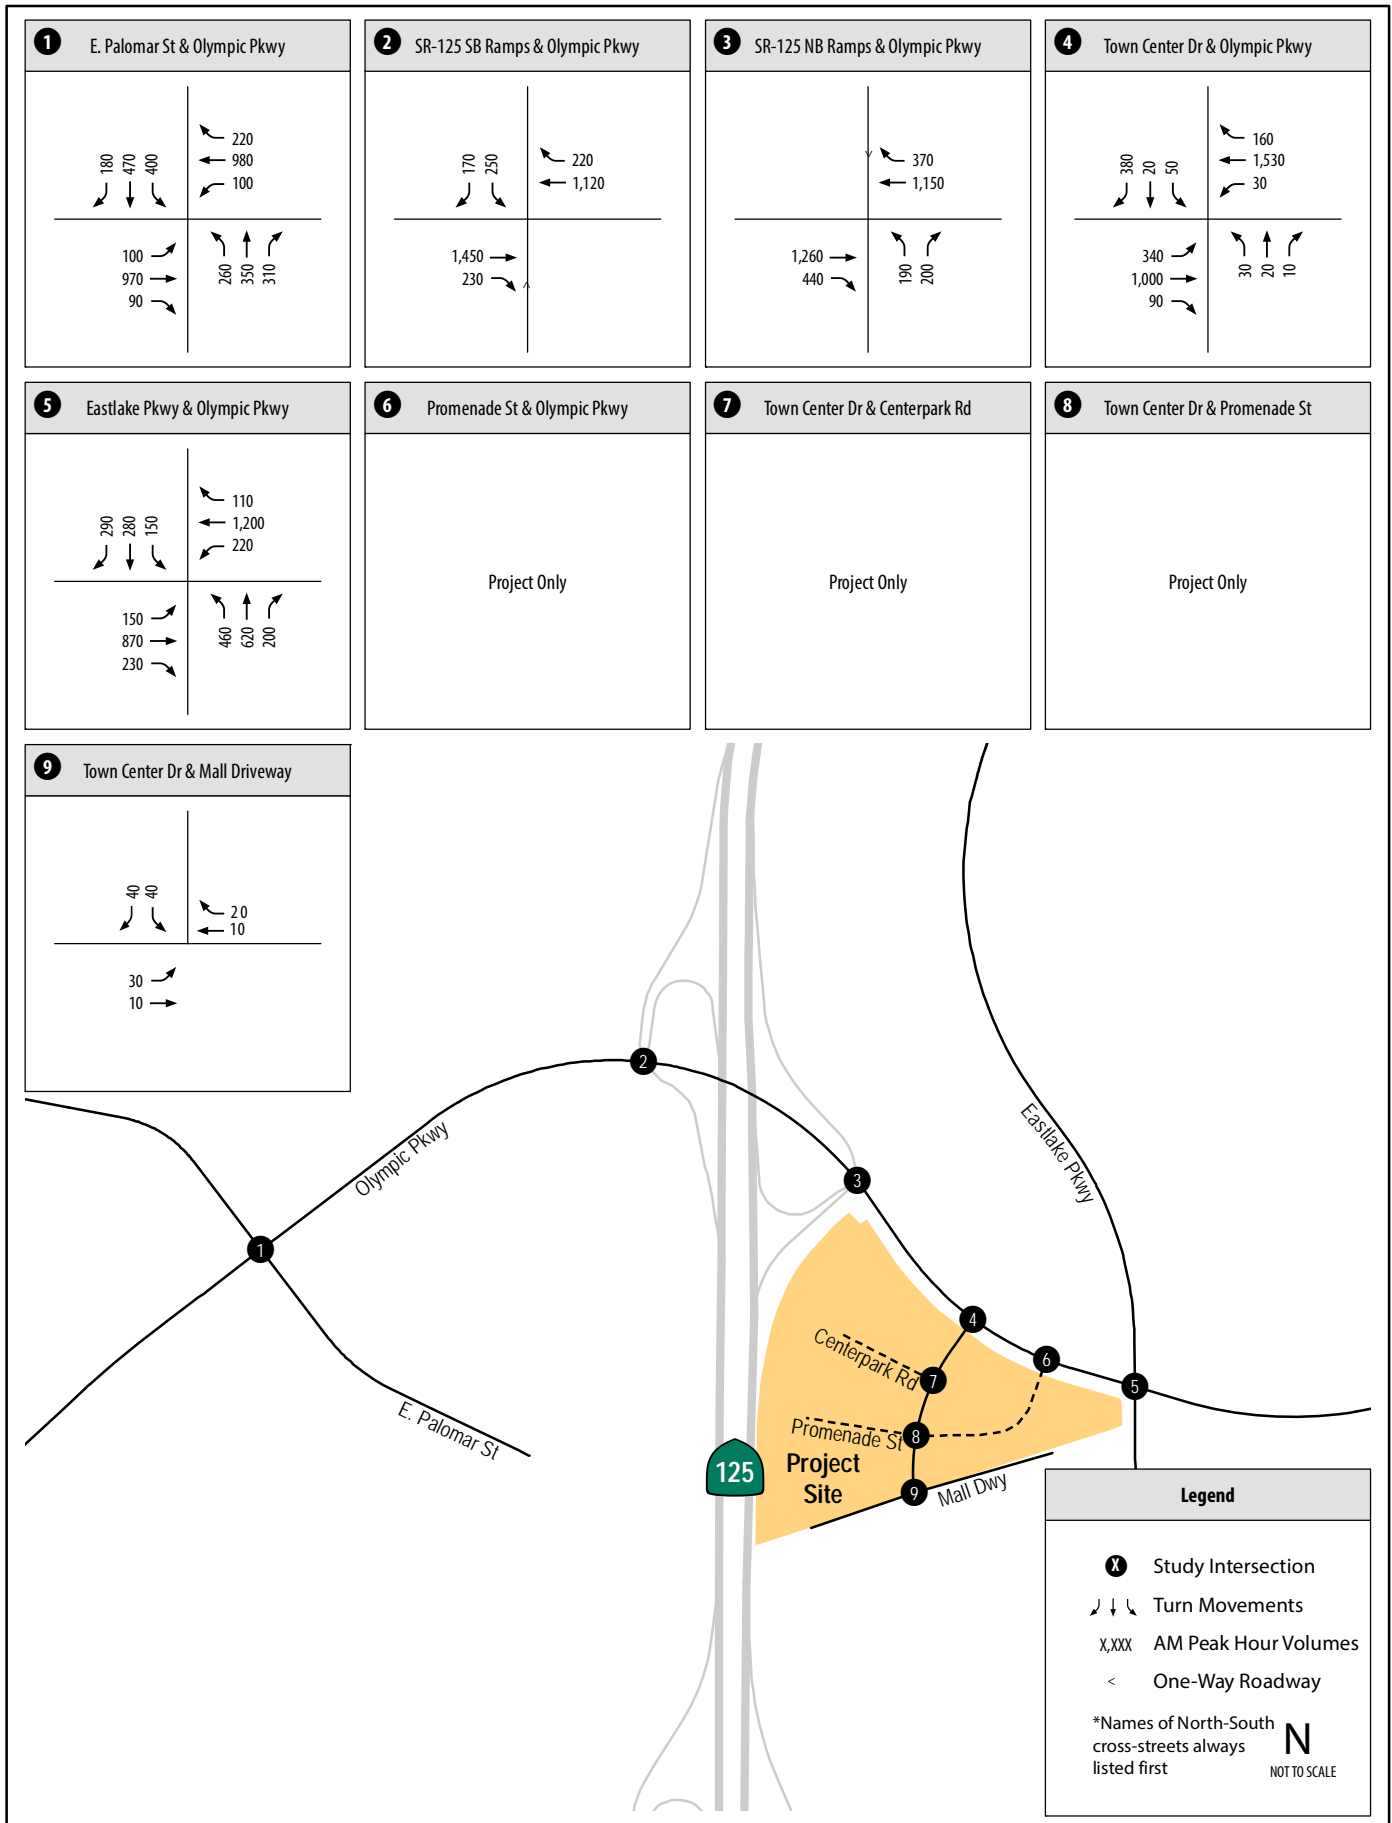 1 E. Palomar St & Olympic Pkwy
180 470 400
220
980
100
100
970
90
260 350 310
2 SR-125 SB Ramps & Olympic Pkwy
170 250
220
1,120
1,450
230
3 SR-125 NB Ramps & Olympic Pkwy
370
1,150
1,260
440
190 200
4 Town Center Dr & Olympic Pkwy
380 20 50
160
1,530
30
340
1,000
90
30 20 10
5 Eastlake Pkwy & Olympic Pkwy
290 280 150
110
1,200
220
150
870
230
460 620 200
6 Promenade St & Olympic Pkwy
Project Only
7 Town Center Dr & Centerpark Rd
Project Only
8 Town Center Dr & Promenade St
Project Only
9 Town Center Dr & Mall Driveway
40 40
20
10
30
10
2
Olympic Pkwy
Eastlake Pkwy
3
1
4
Centerpark Rd
6
7
5
E. Palomar St
Promenade St
8
125
Project
Site
9
Mall Dwy
Legend
X Study Intersection
Turn Movements
X,XXX AM Peak Hour Volumes
< One-Way Roadway
*Names of North-South
cross-streets always
listed first
N
NOT TO SCALE